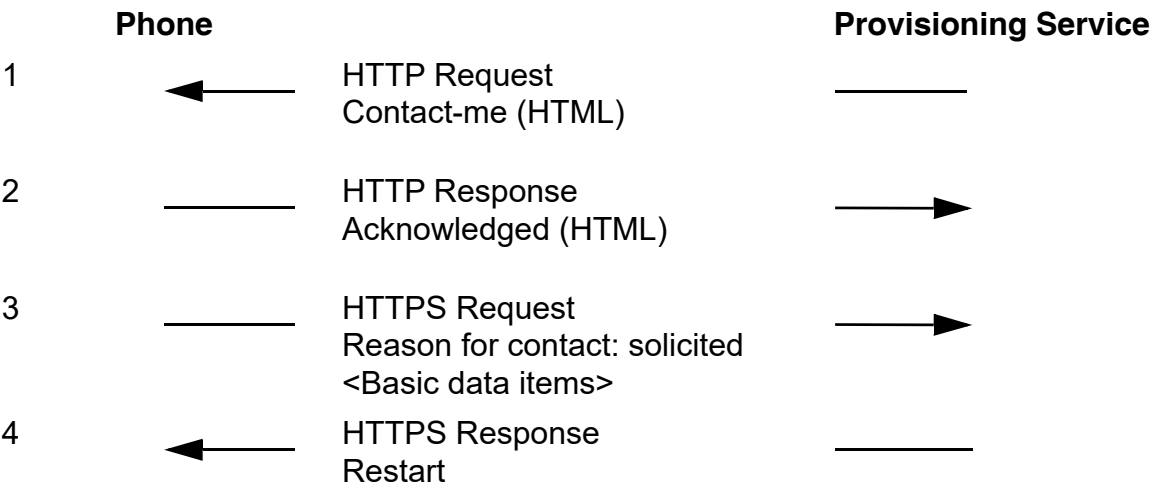 Phone Provisioning Service
1 HTTP Request
Contact-me (HTML)
2 HTTP Response
Acknowledged (HTML)
3 HTTPS Request
Reason for contact: solicited
<Basic data items>
4 HTTPS Response
Restart